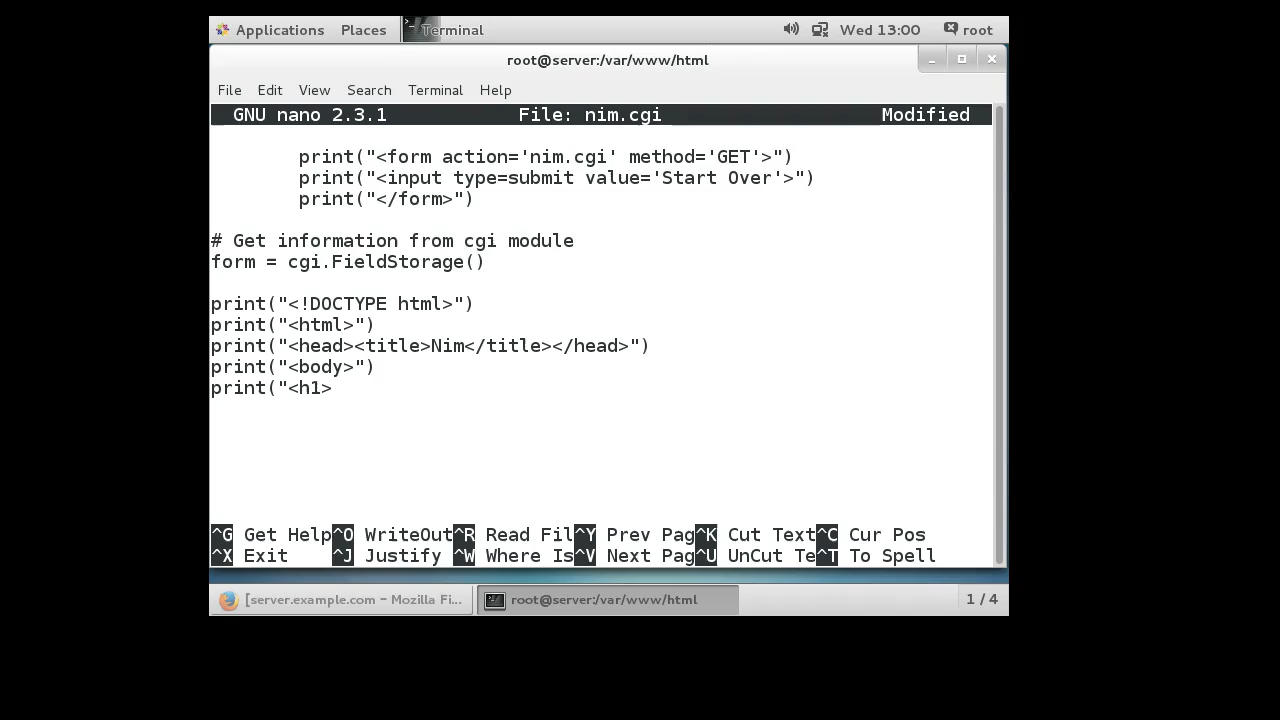 Applications Places Terminal Wed 13:00 root
root@server:/var/www/html
File Edit View Search Terminal Help
GNU nano 2.3.1 File: nim.cgi Modified
print("<form action='nim.cgi' method='GET'>")
print("<input type=submit value='Start Over'>")
print("</form>")
# Get information from cgi module
form = cgi.FieldStorage()
print("<!DOCTYPE html>")
print("<html>")
print("<head><title>Nim</title></head>")
print("<body>")
print("<h1>
^G Get Help^O WriteOut^R Read Fil^Y Prev Pag^K Cut Text^C Cur Pos
^X Exit ^J Justify ^W Where Is^V Next Pag^U UnCut Te^T To Spell
[server.example.com – Mozilla Fi... root@server:/var/www/html 1 / 4